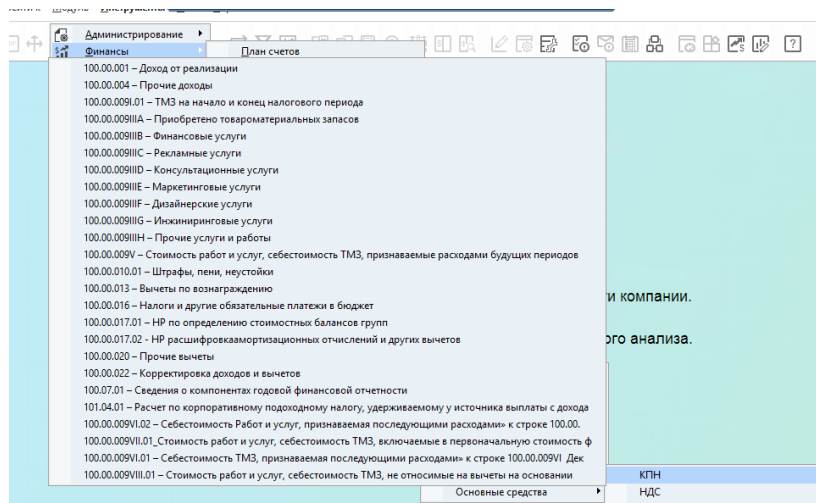 Модуль
Администрирование
Финансы
План счетов
100.00.001 – Доход от реализации
100.00.004 – Прочие доходы
100.00.009I.01 – ТМЗ на начало и конец налогового периода
100.00.009IIIA – Приобретено товароматериальных запасов
100.00.009IIIB – Финансовые услуги
100.00.009IIIC – Рекламные услуги
100.00.009IIID – Консультационные услуги
100.00.009IIIE – Маркетинговые услуги
100.00.009IIIF – Дизайнерские услуги
100.00.009IIIG – Инжиниринговые услуги
100.00.009IIIH – Прочие услуги и работы
100.00.009V – Стоимость работ и услуг, себестоимость ТМЗ, признаваемые расходами будущих периодов
100.00.010.01 – Штрафы, пени, неустойки
100.00.013 – Вычеты по вознаграждению
и компании.
100.00.016 – Налоги и другие обязательные платежи в бюджет
100.00.017.01 – НР по определению стоимостных балансов групп
100.00.017.02 - НР расшифровкаамортизационных отчислений и других вычетов
ого анализа.
100.00.020 – Прочие вычеты
100.00.022 – Корректировка доходов и вычетов
100.07.01 – Сведения о компонентах годовой финансовой отчетности
101.04.01 – Расчет по корпоративному подоходному налогу, удерживаемому у источника выплаты с дохода
100.00.009VI.02 – Себестоимость Работ и услуг, признаваемая последующими расходами» к строке 100.00.
100.00.009VII.01_Стоимость работ и услуг, себестоимость ТМЗ, включаемые в первоначальную стоимость ф
100.00.009VI.01 – Себестоимость ТМЗ, признаваемая последующими расходами» к строке 100.00.009VI Дек
100.00.009VIII.01 – Стоимость работ и услуг, себестоимость ТМЗ, не относимые на вычеты на основании
КПН
Основные средства
НДС